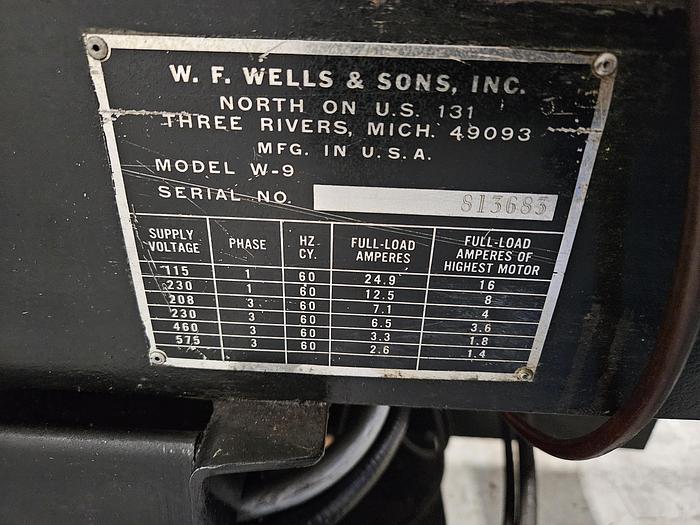 W. F. WELLS & SONS, INC.
NORTH ON U.S. 131
THREE RIVERS, MICH. 49093
MFG. IN U.S.A.
MODEL W-9
SERIAL NO. 813683
SUPPLY VOLTAGE PHASE HZ CY. FULL-LOAD AMPERES FULL-LOAD AMPERES OF HIGHEST MOTOR
115 1 60 24.9 16
230 1 60 12.5 8
208 3 60 7.1 4
230 3 60 6.5 3.6
460 3 60 3.3 1.8
575 3 60 2.6 1.4